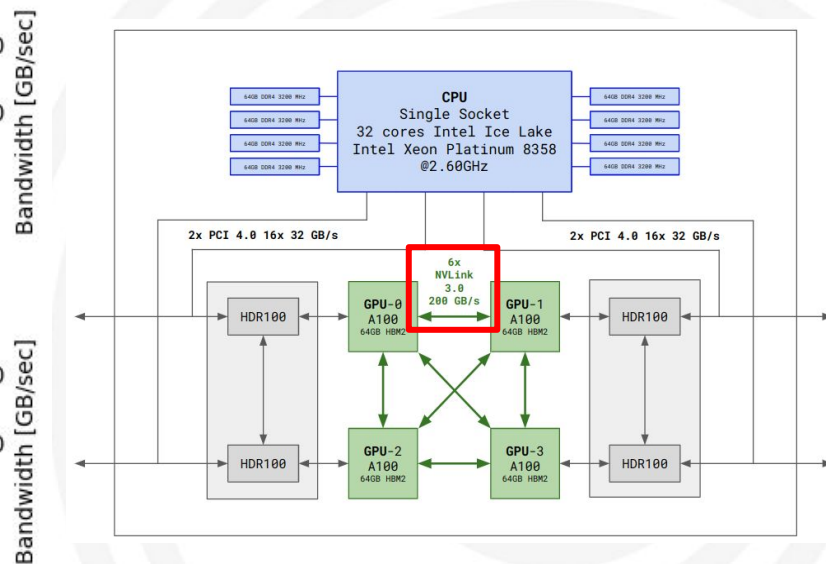 Bandwidth [GB/sec]
Bandwidth [GB/sec]
64GB DDR4 3200 MHz
64GB DDR4 3200 MHz
64GB DDR4 3200 MHz
64GB DDR4 3200 MHz
CPU
Single Socket
32 cores Intel Ice Lake
Intel Xeon Platinum 8358
@2.60GHz
64GB DDR4 3200 MHz
64GB DDR4 3200 MHz
64GB DDR4 3200 MHz
64GB DDR4 3200 MHz
2x PCI 4.0 16x 32 GB/s
2x PCI 4.0 16x 32 GB/s
6x
NVLink
3.0
200 GB/s
HDR100
GPU-0
A100
64GB HBM2
GPU-1
A100
64GB HBM2
HDR100
HDR100
GPU-2
A100
64GB HBM2
GPU-3
A100
64GB HBM2
HDR100